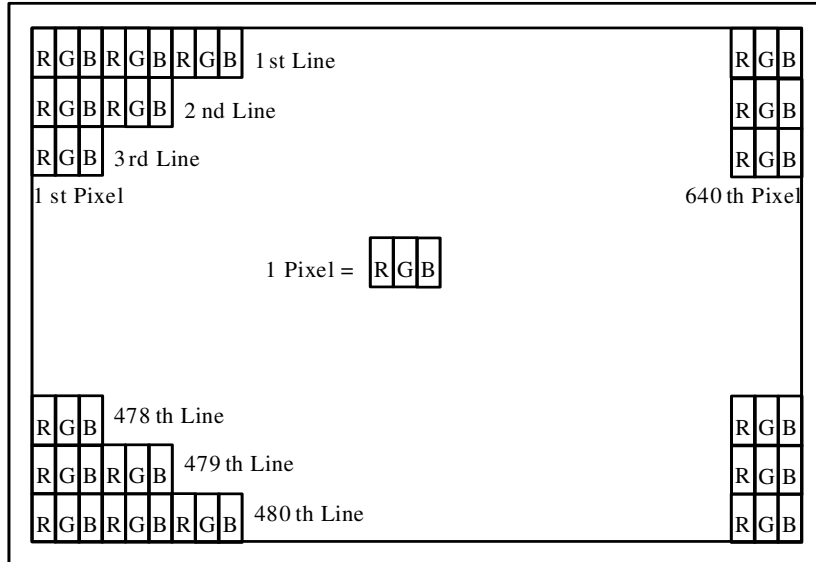 R G B R G B R G B 1 st Line R G B
R G B R G B 2 nd Line R G B
R G B 3 rd Line R G B
1 st Pixel 640 th Pixel
1 Pixel = R G B
R G B 478 th Line R G B
R G B R G B 479 th Line R G B
R G B R G B R G B 480 th Line R G B